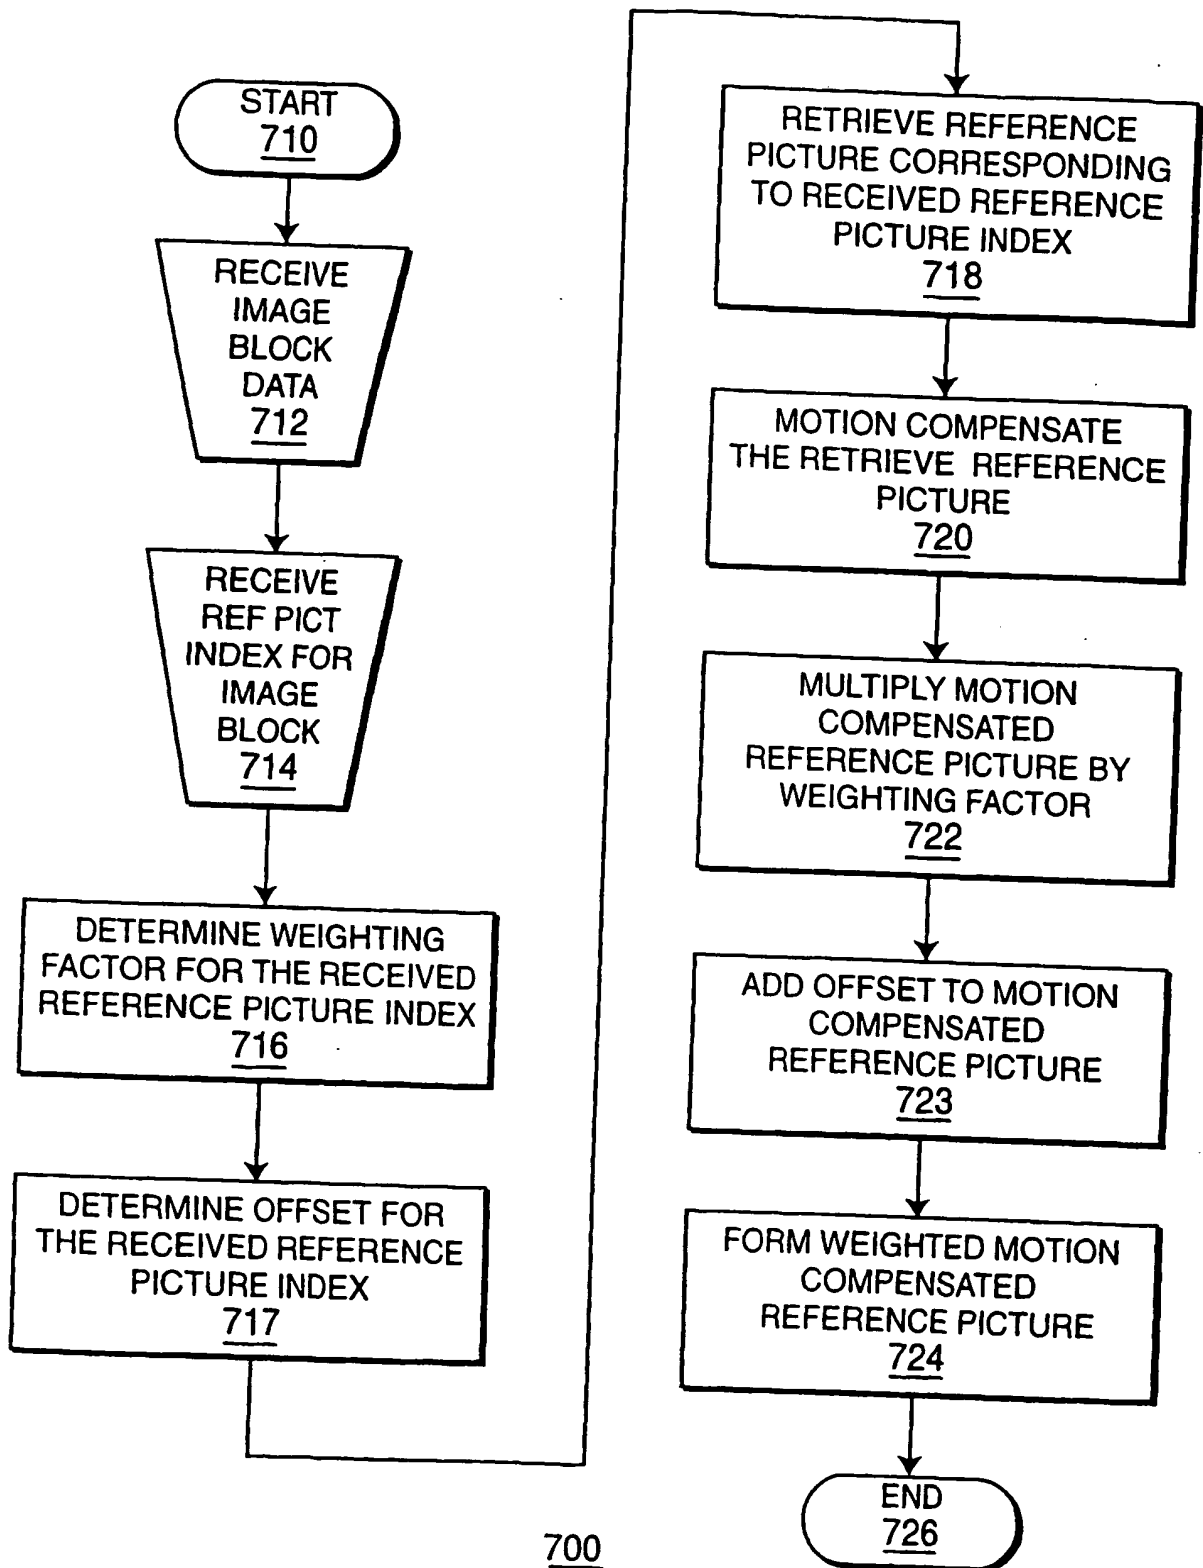 START
710
RECEIVE
IMAGE
BLOCK
DATA
712
RECEIVE
REF PICT
INDEX FOR
IMAGE
BLOCK
714
DETERMINE WEIGHTING
FACTOR FOR THE RECEIVED
REFERENCE PICTURE INDEX
716
DETERMINE OFFSET FOR
THE RECEIVED REFERENCE
PICTURE INDEX
717
RETRIEVE REFERENCE
PICTURE CORRESPONDING
TO RECEIVED REFERENCE
PICTURE INDEX
718
MOTION COMPENSATE
THE RETRIEVE REFERENCE
PICTURE
720
MULTIPLY MOTION
COMPENSATED
REFERENCE PICTURE BY
WEIGHTING FACTOR
722
ADD OFFSET TO MOTION
COMPENSATED
REFERENCE PICTURE
723
FORM WEIGHTED MOTION
COMPENSATED
REFERENCE PICTURE
724
END
726
700